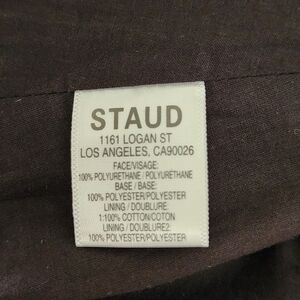 STAUD
1161 LOGAN ST
LOS ANGELES, CA90026
FACE/VISAGE:
100% POLYURETHANE / POLYURETHANE
BASE / BASE:
100% POLYESTER/POLYESTER
LINING / DOUBLURE:
1:100% COTTON/COTON
LINING / DOUBLURE2:
100% POLYESTER/POLYESTER